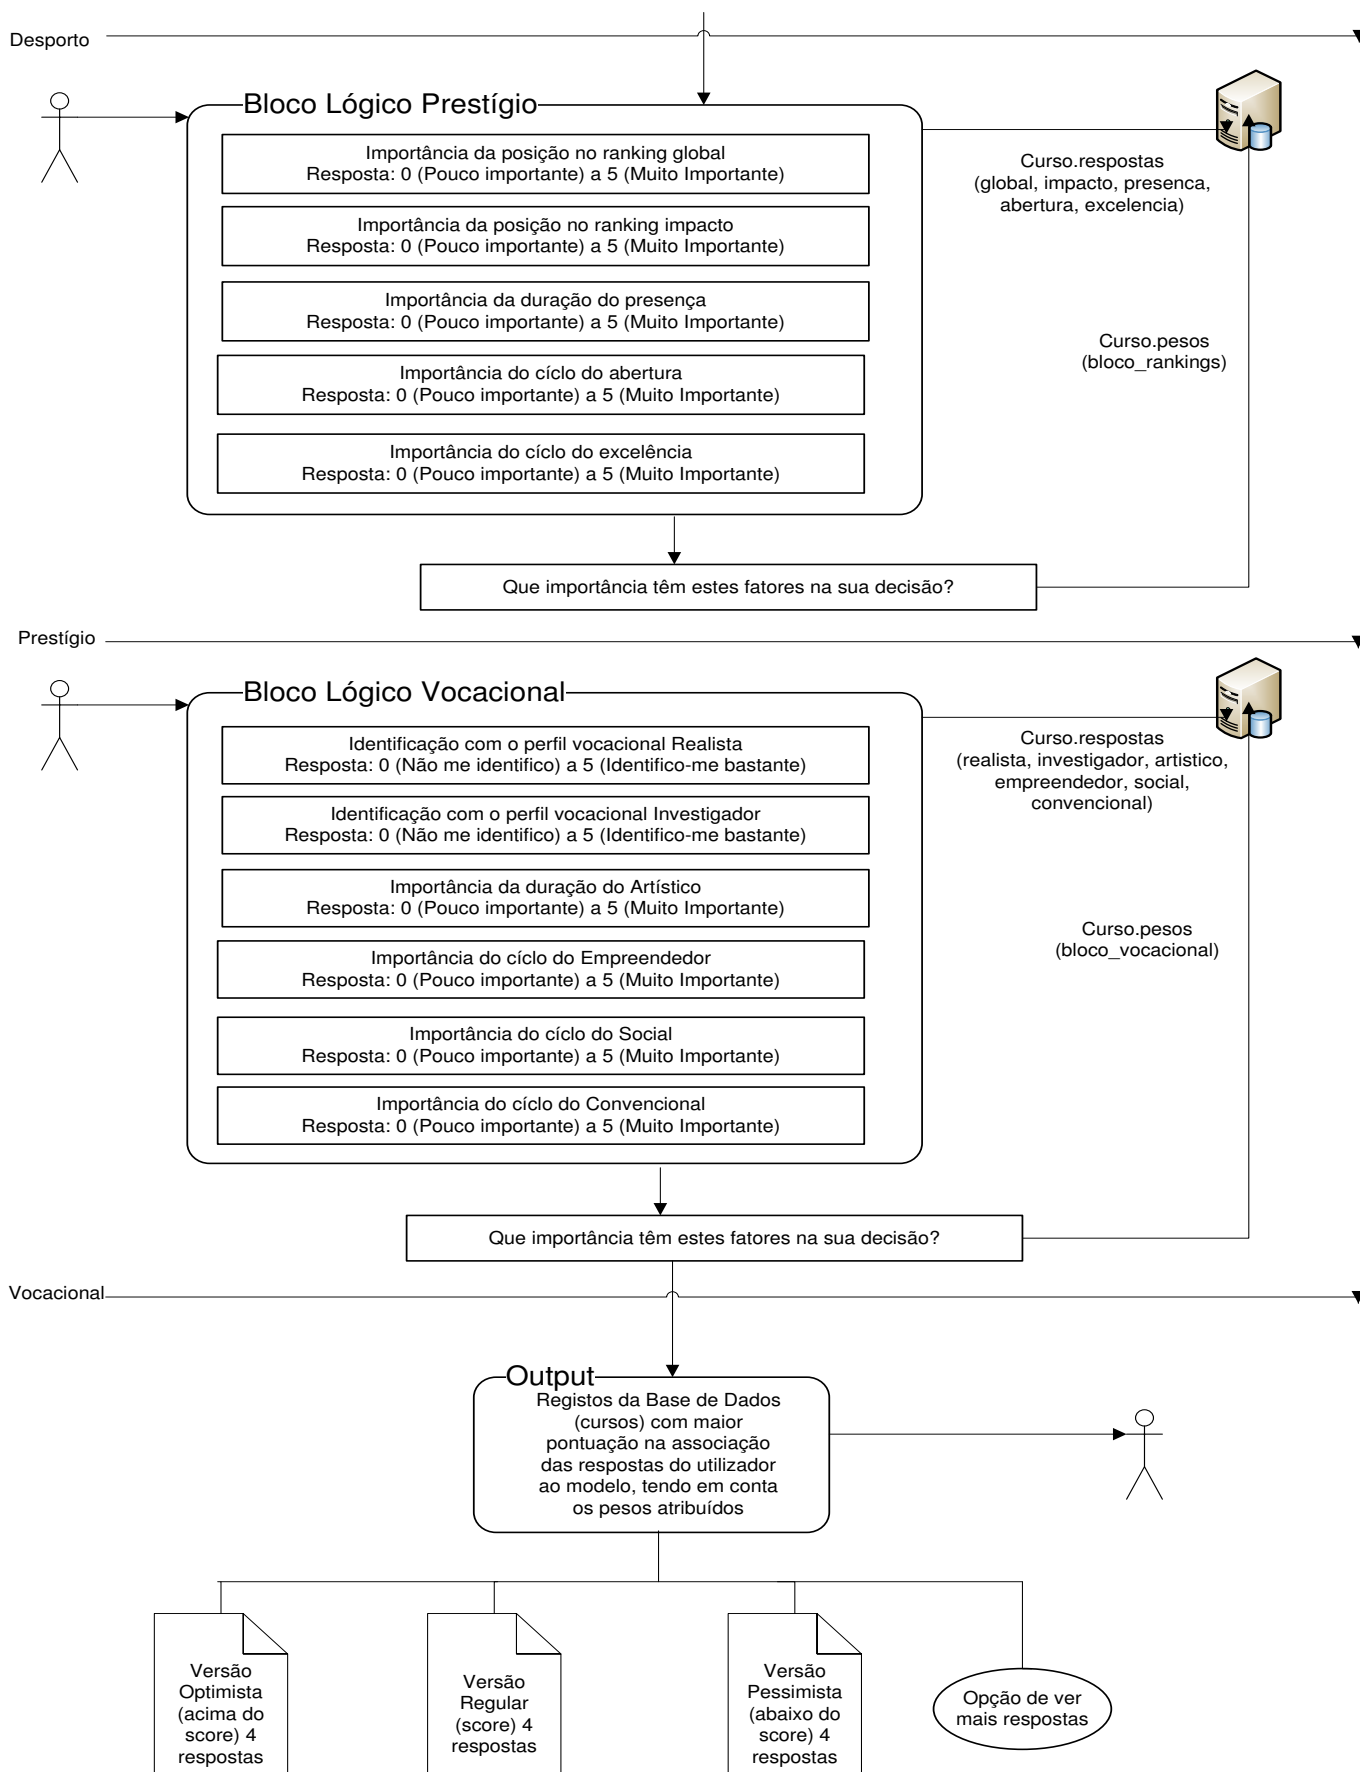 Desporto
Bloco Lógico Prestígio
Importância da posição no ranking global
Resposta: 0 (Pouco importante) a 5 (Muito Importante)
Importância da posição no ranking impacto
Resposta: 0 (Pouco importante) a 5 (Muito Importante)
Importância da duração do presença
Resposta: 0 (Pouco importante) a 5 (Muito Importante)
Importância do cíclo do abertura
Resposta: 0 (Pouco importante) a 5 (Muito Importante)
Importância do cíclo do excelência
Resposta: 0 (Pouco importante) a 5 (Muito Importante)
Curso.respostas
(global, impacto, presenca,
abertura, excelencia)
Curso.pesos
(bloco_rankings)
Que importância têm estes fatores na sua decisão?
Prestígio
Bloco Lógico Vocacional
Identificação com o perfil vocacional Realista
Resposta: 0 (Não me identifico) a 5 (Identifico-me bastante)
Identificação com o perfil vocacional Investigador
Resposta: 0 (Não me identifico) a 5 (Identifico-me bastante)
Importância da duração do Artístico
Resposta: 0 (Pouco importante) a 5 (Muito Importante)
Importância do cíclo do Empreendedor
Resposta: 0 (Pouco importante) a 5 (Muito Importante)
Importância do cíclo do Social
Resposta: 0 (Pouco importante) a 5 (Muito Importante)
Importância do cíclo do Convencional
Resposta: 0 (Pouco importante) a 5 (Muito Importante)
Curso.respostas
(realista, investigador, artistico,
empreendedor, social,
convencional)
Curso.pesos
(bloco_vocacional)
Que importância têm estes fatores na sua decisão?
Vocacional
Output
Registos da Base de Dados
(cursos) com maior
pontuação na associação
das respostas do utilizador
ao modelo, tendo em conta
os pesos atribuídos
Versão
Optimista
(acima do
score) 4
respostas
Versão
Regular
(score) 4
respostas
Versão
Pessimista
(abaixo do
score) 4
respostas
Opção de ver
mais respostas